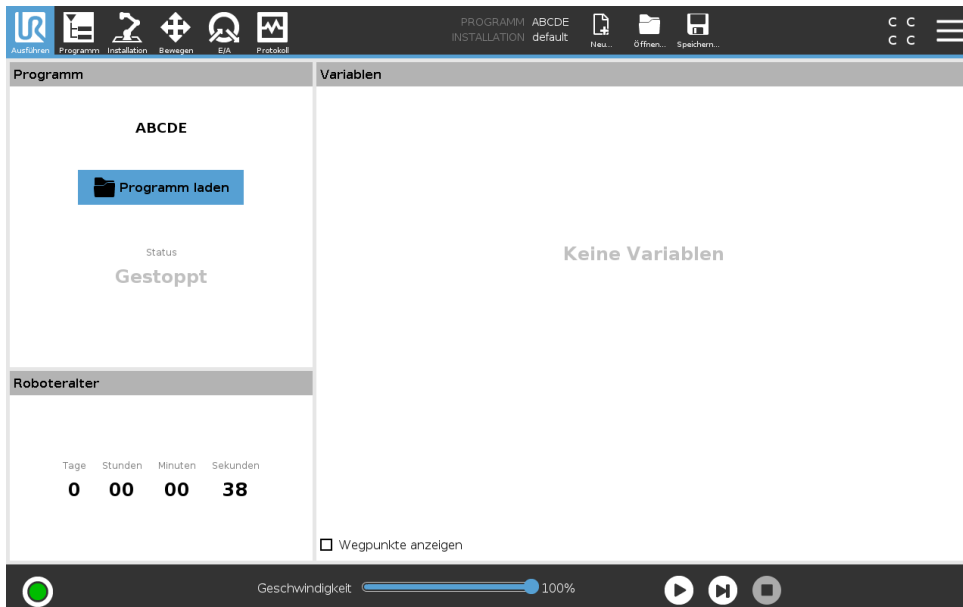 UR
PROGRAMM ABCDE
INSTALLATION default
Ausführen Programm Installation Bewegen E/A Protokoll
Neu... Öffnen... Speichern...
C C
C C
Programm
ABCDE
Programm laden
Status
Gestoppt
Variablen
Keine Variablen
Roboteralter
Tage Stunden Minuten Sekunden
0 00 00 38
Wegpunkte anzeigen
Geschwindigkeit 100%